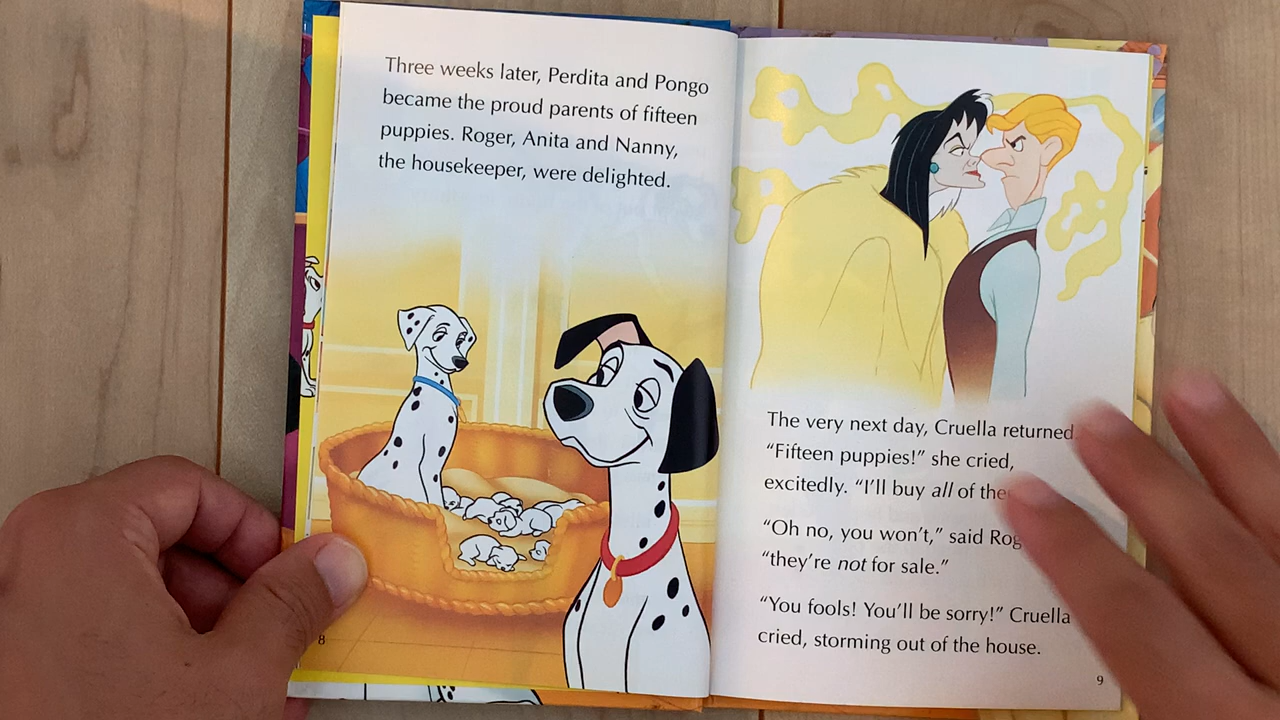 Three weeks later, Perdita and Pongo
became the proud parents of fifteen
puppies. Roger, Anita and Nanny,
the housekeeper, were delighted.
8
The very next day, Cruella returned
“Fifteen puppies!” she cried,
excitedly. “I’ll buy all of
“Oh no, you won’t,” said
“they’re not for sale.”
“You fools! You’ll be sorry!” Cruella
cried, storming out of the house.
9